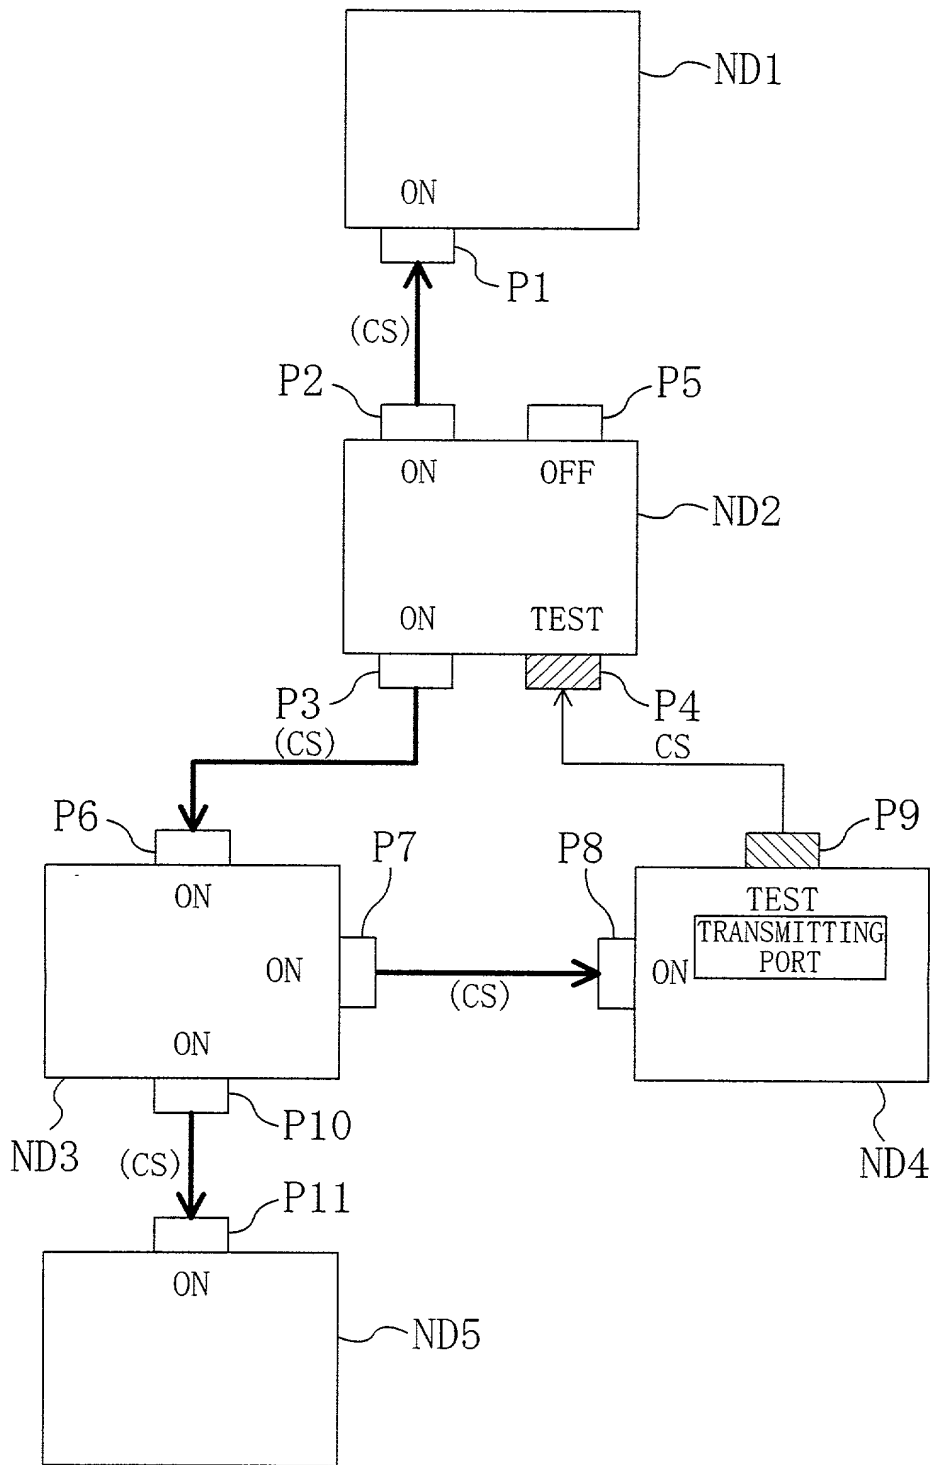 ND1
ON
P1
(CS)
P2
P5
ON
OFF
ND2
ON
TEST
P3
P4
(CS)
CS
P6
P7
P8
P9
ON
TEST
TRANSMITTING
PORT
ON
ON
(CS)
ON
P10
ND3
(CS)
ND4
P11
ON
ND5